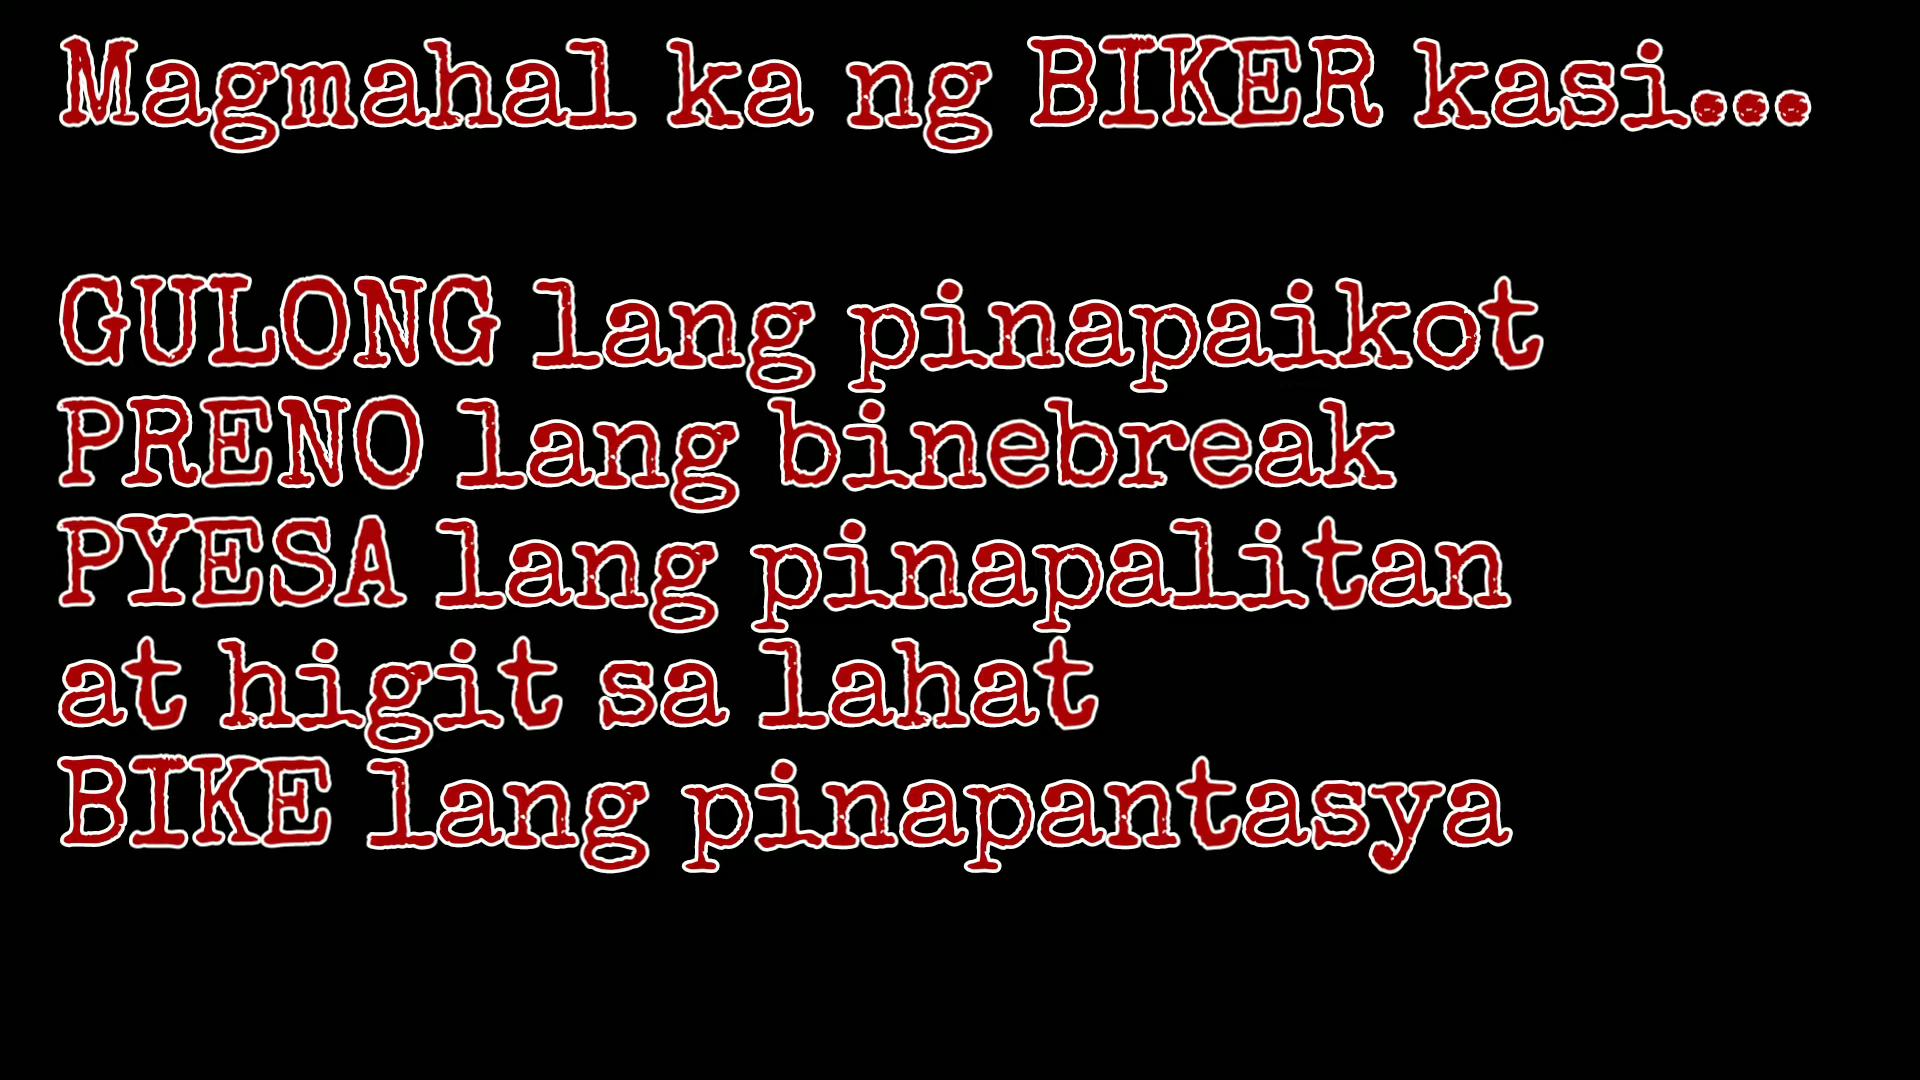 Magmahal ka ng BIKER kasi...
GULONG lang pinapaikot
PRENO lang binebreak
PYESA lang pinapalitan
at higit sa lahat
BIKE lang pinapantasya